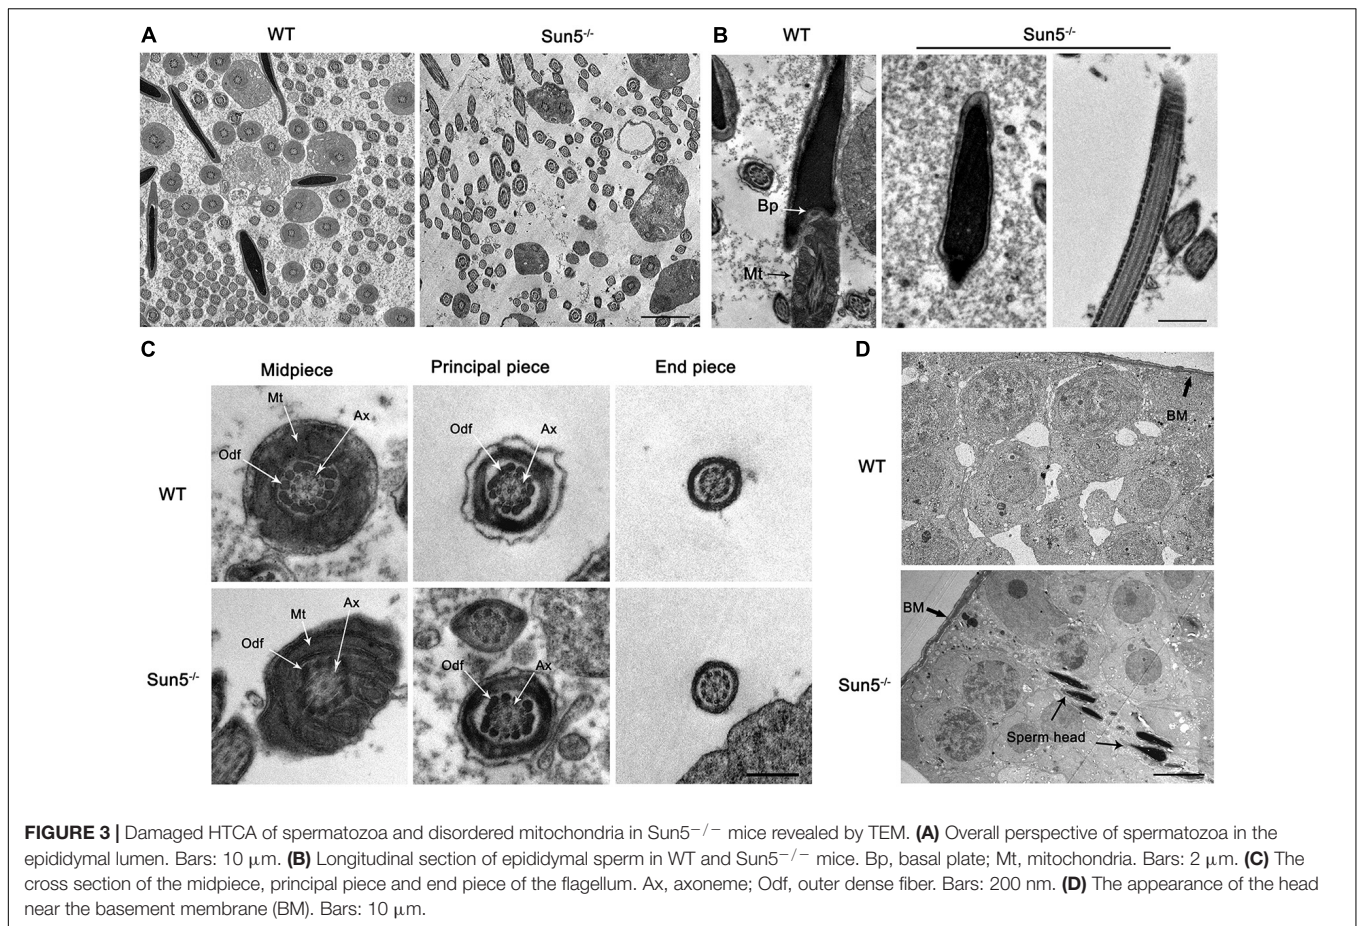 A
WT
Sun5-/-
B
WT
Sun5-/-
Bp
Mt
C
Midpiece
Principal piece
End piece
Mt
Ax
Odf
Odf
Ax
WT
Mt
Ax
Odf
Odf
Ax
Sun5-/-
D
BM
WT
BM
Sun5-/-
Sperm head
FIGURE 3 | Damaged HTCA of spermatozoa and disordered mitochondria in Sun5−/− mice revealed by TEM. (A) Overall perspective of spermatozoa in the
epididymal lumen. Bars: 10 μm. (B) Longitudinal section of epididymal sperm in WT and Sun5−/− mice. Bp, basal plate; Mt, mitochondria. Bars: 2 μm. (C) The
cross section of the midpiece, principal piece and end piece of the flagellum. Ax, axoneme; Odf, outer dense fiber. Bars: 200 nm. (D) The appearance of the head
near the basement membrane (BM). Bars: 10 μm.